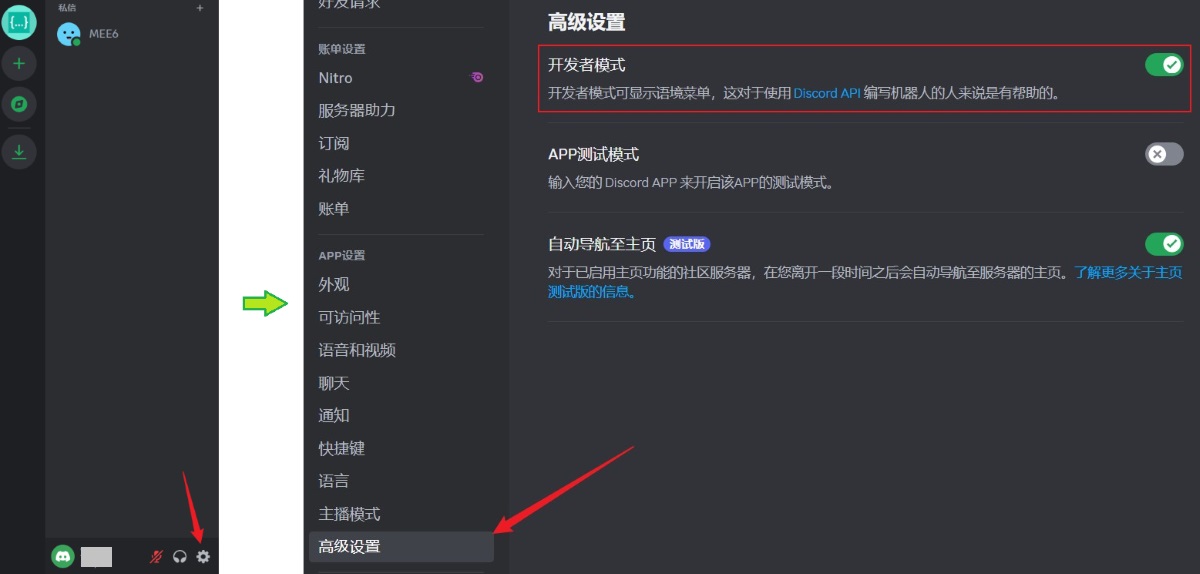 私信
MEE6
好友请求
账单设置
Nitro
服务器助力
订阅
礼物库
账单
APP设置
外观
可访问性
语音和视频
聊天
通知
快捷键
语言
主播模式
高级设置
高级设置
开发者模式
开发者模式可显示语境菜单，这对于使用 Discord API 编写机器人的人来说是有帮助的。
APP测试模式
输入您的 Discord APP 来开启该APP的测试模式。
自动导航至主页 测试版
对于已启用主页功能的社区服务器，在您离开一段时间之后会自动导航至服务器的主页。了解更多关于主页
测试版的信息。